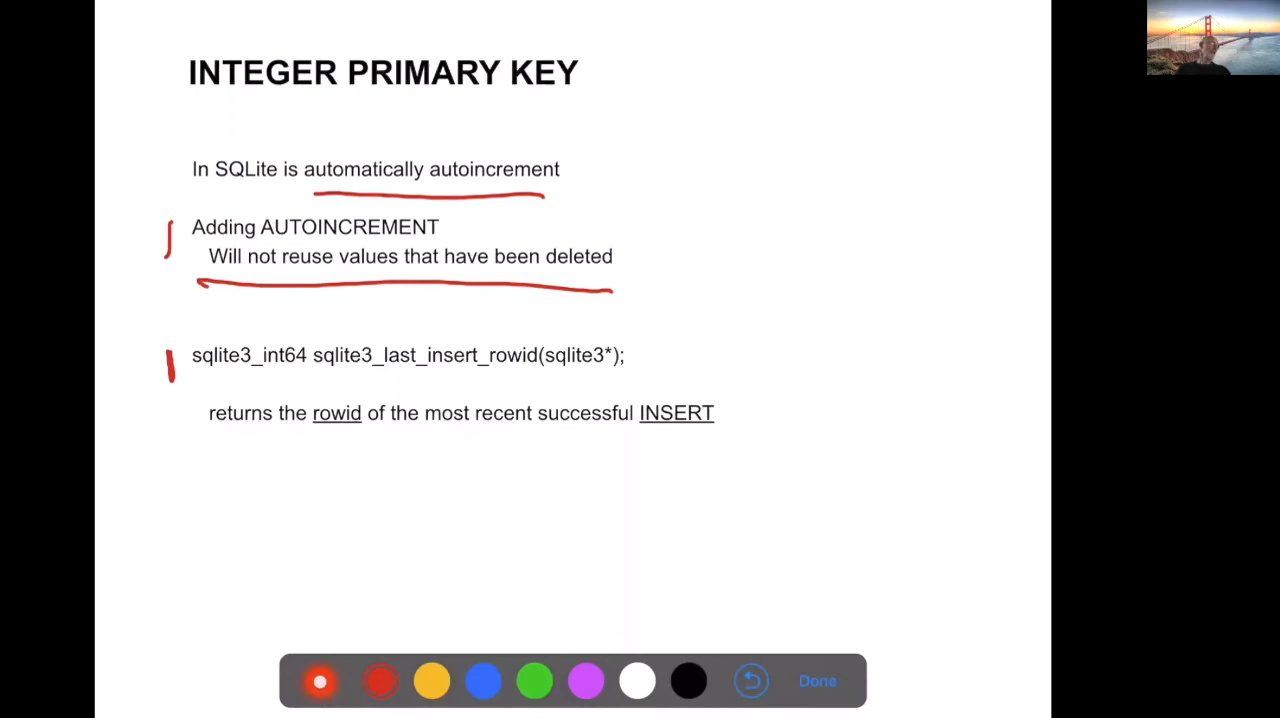 INTEGER PRIMARY KEY
In SQLite is automatically autoincrement
Adding AUTOINCREMENT
Will not reuse values that have been deleted
sqlite3_int64 sqlite3_last_insert_rowid(sqlite3*);
returns the rowid of the most recent successful INSERT
Done